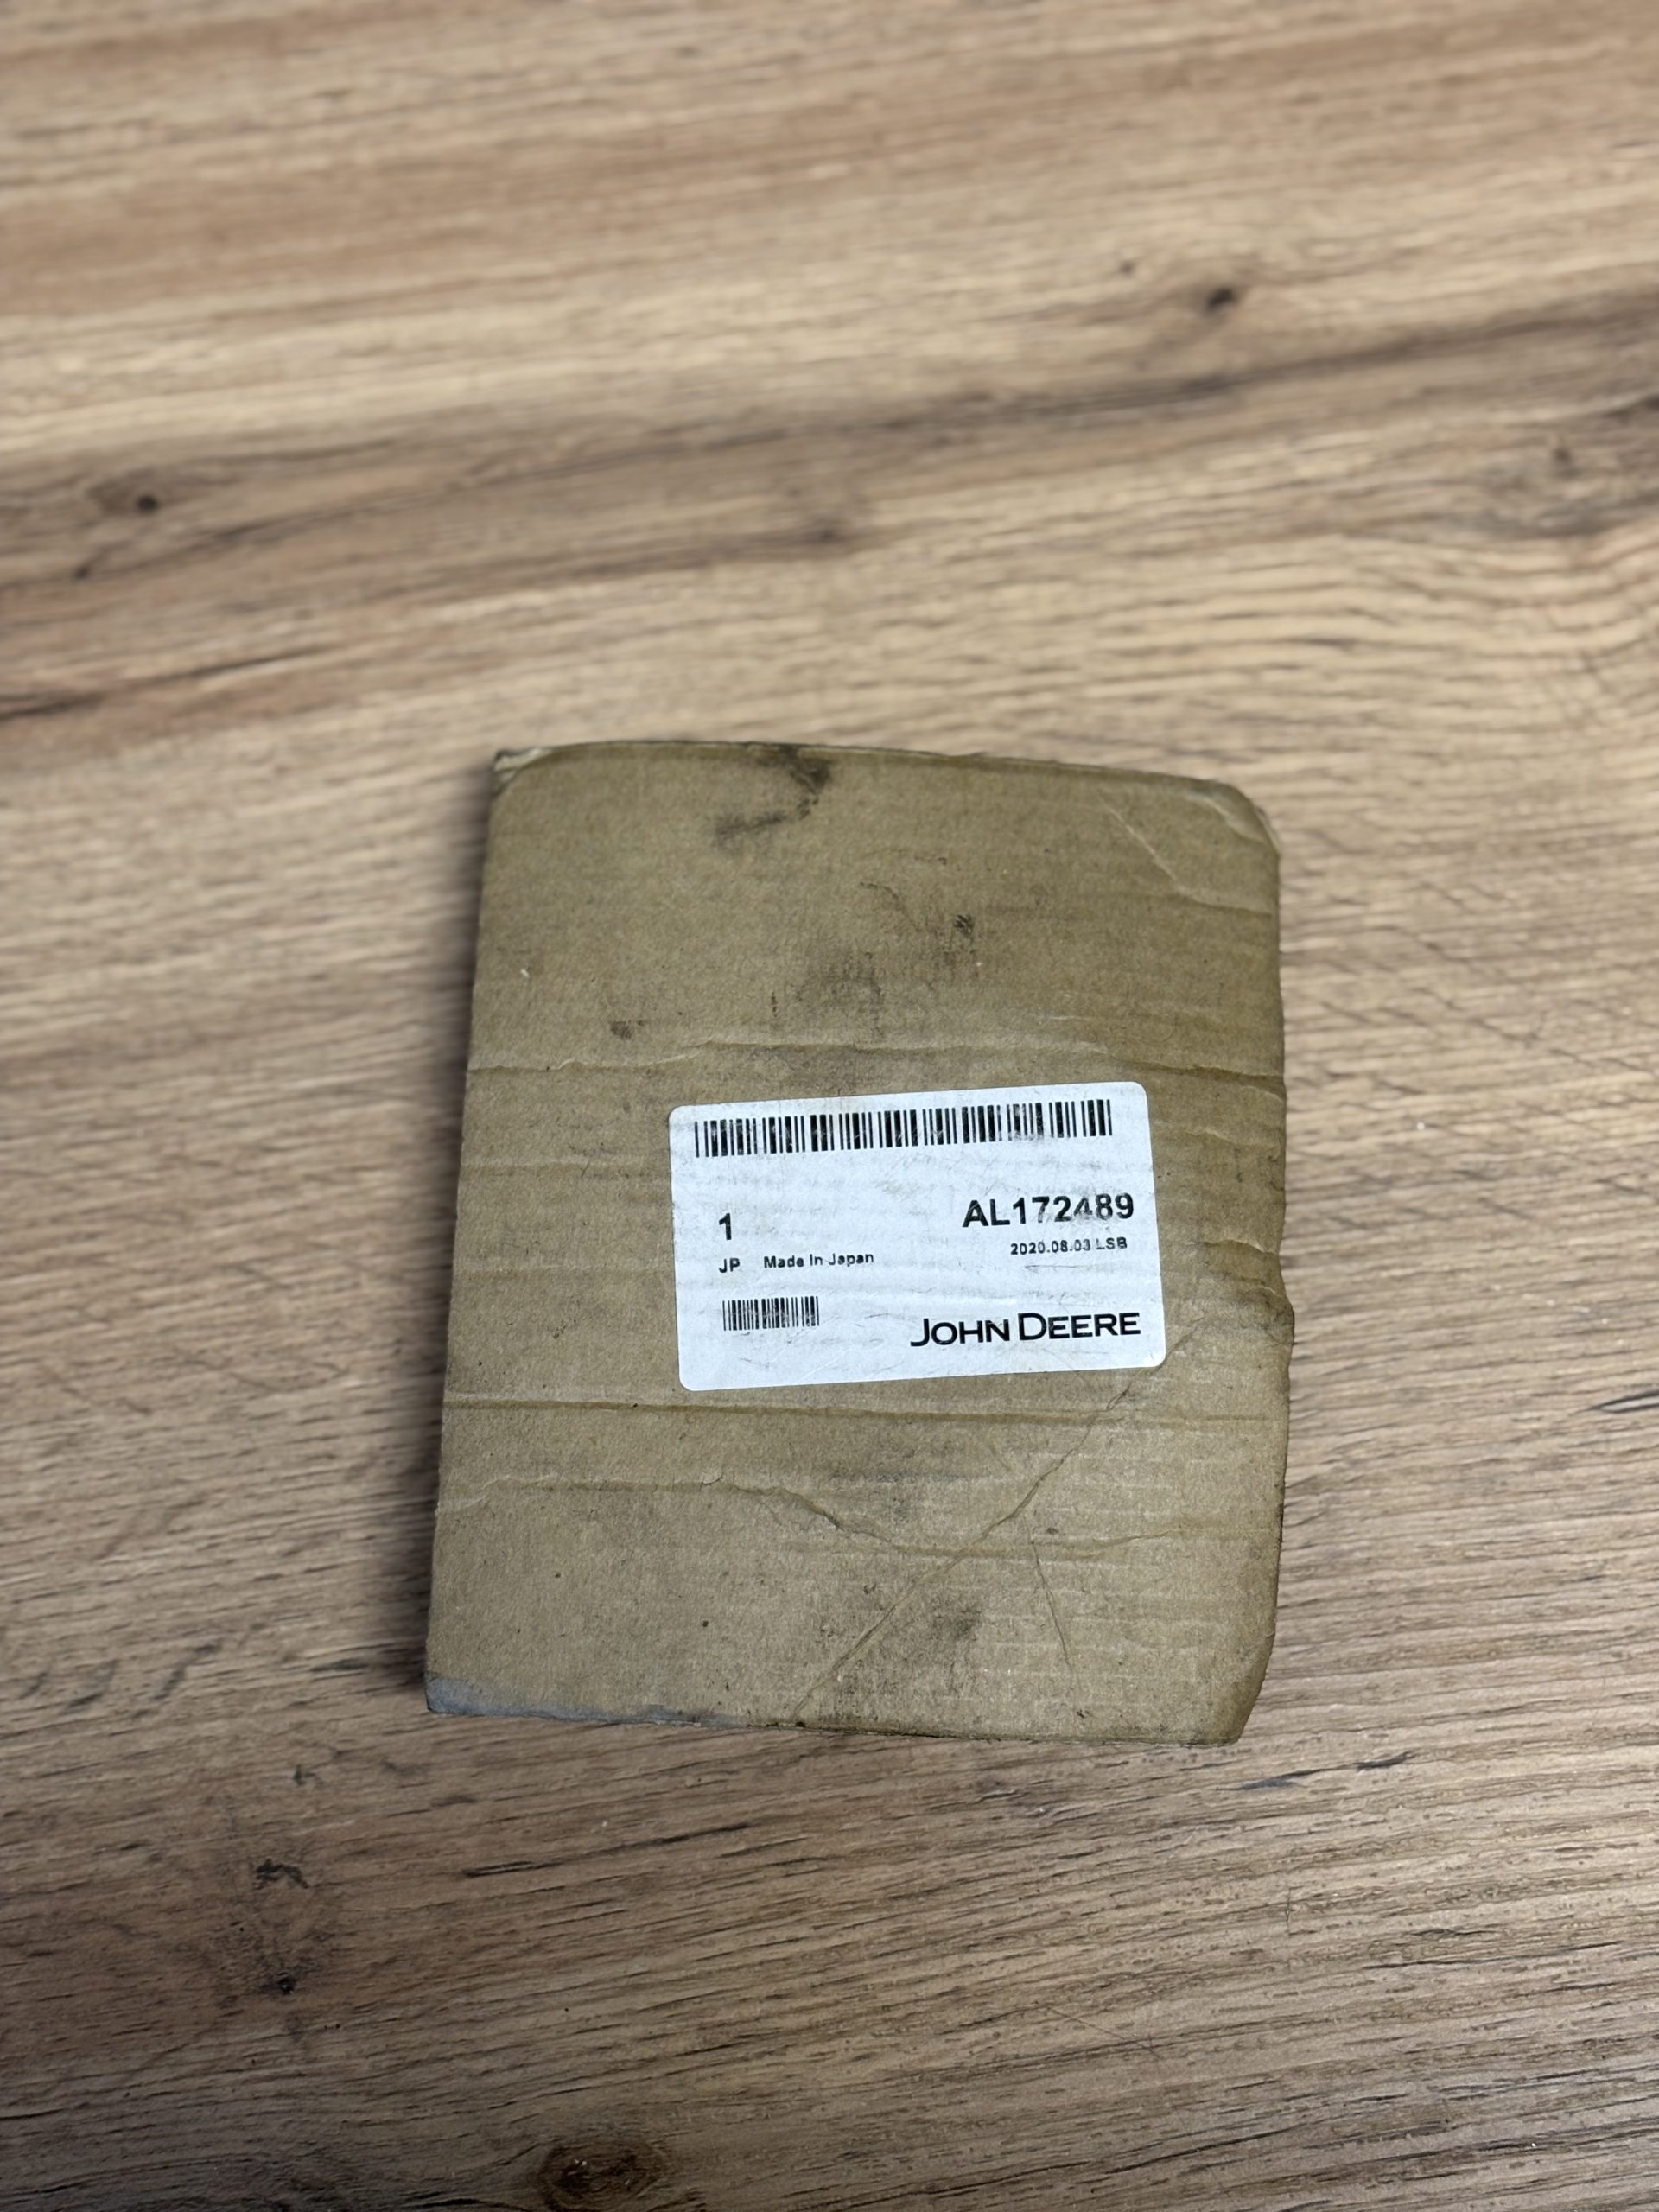 1
AL172489
JP Made In Japan
2020.08.03 LSB
JOHN DEERE